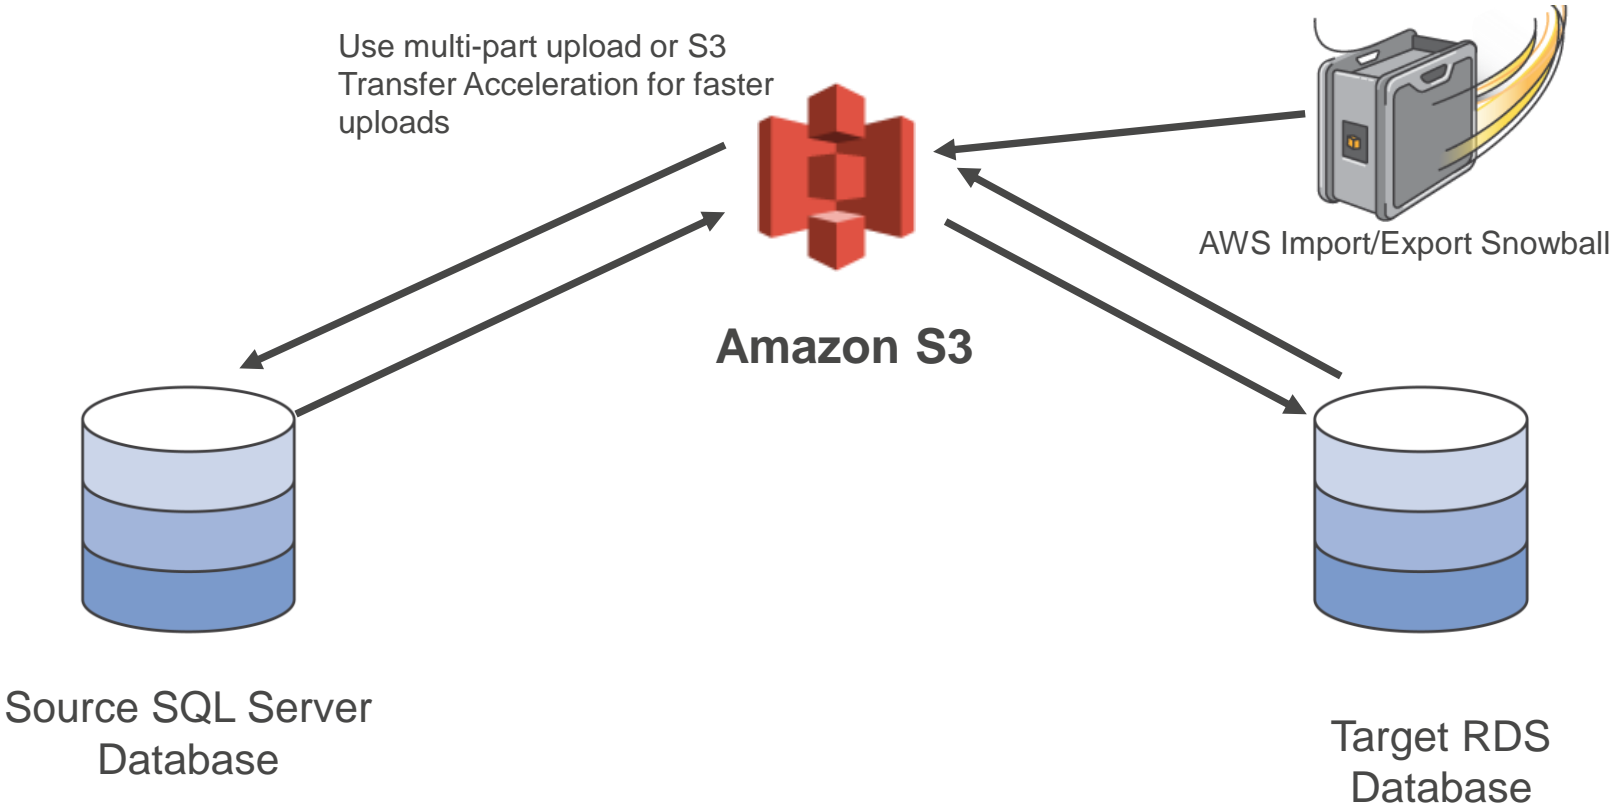 Use multi-part upload or S3
Transfer Acceleration for faster
uploads
AWS Import/Export Snowball
Amazon S3
Source SQL Server
Database
Target RDS
Database